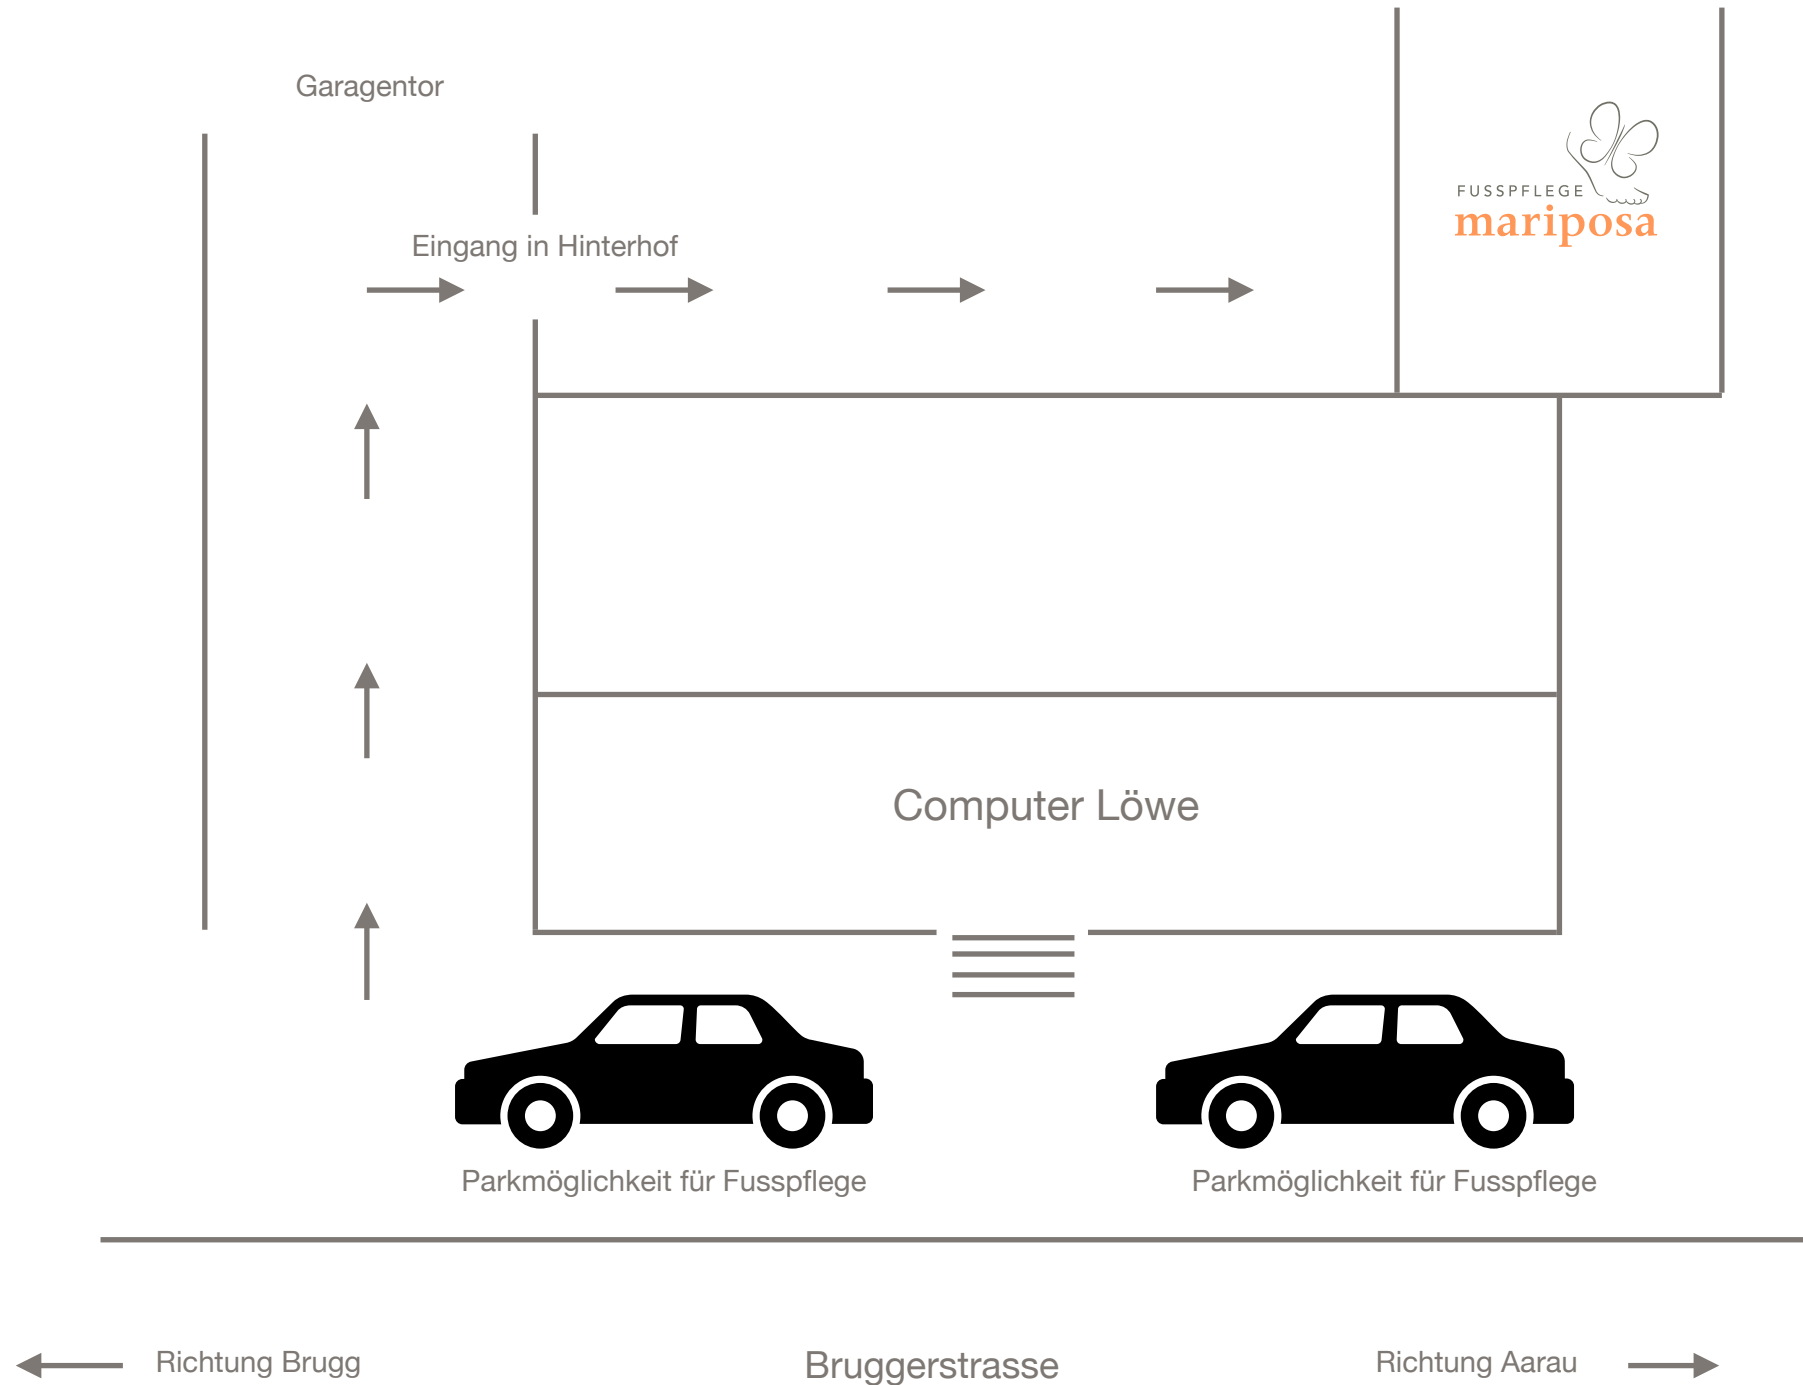 Garagentor
FUSSPFLEGE
mariposa
Eingang in Hinterhof
Computer Löwe
Parkmöglichkeit für Fusspflege
Parkmöglichkeit für Fusspflege
Richtung Brugg
Bruggerstrasse
Richtung Aarau